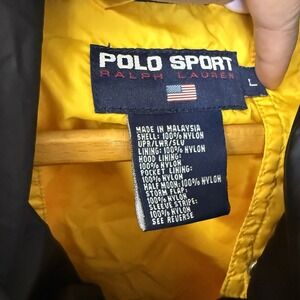 POLO SPORT
RALPH LAUREN
L
MADE IN MALAYSIA
SHELL: 100% NYLON
UPR/LWR/SLV
LINING: 100% NYLON
HOOD LINING:
100% NYLON
POCKET LINING:
100% NYLON
HALF MOON: 100% NYLON
STORM FLAP:
100% NYLON
SLEEVE STRIPE:
100% NYLON
SEE REVERSE